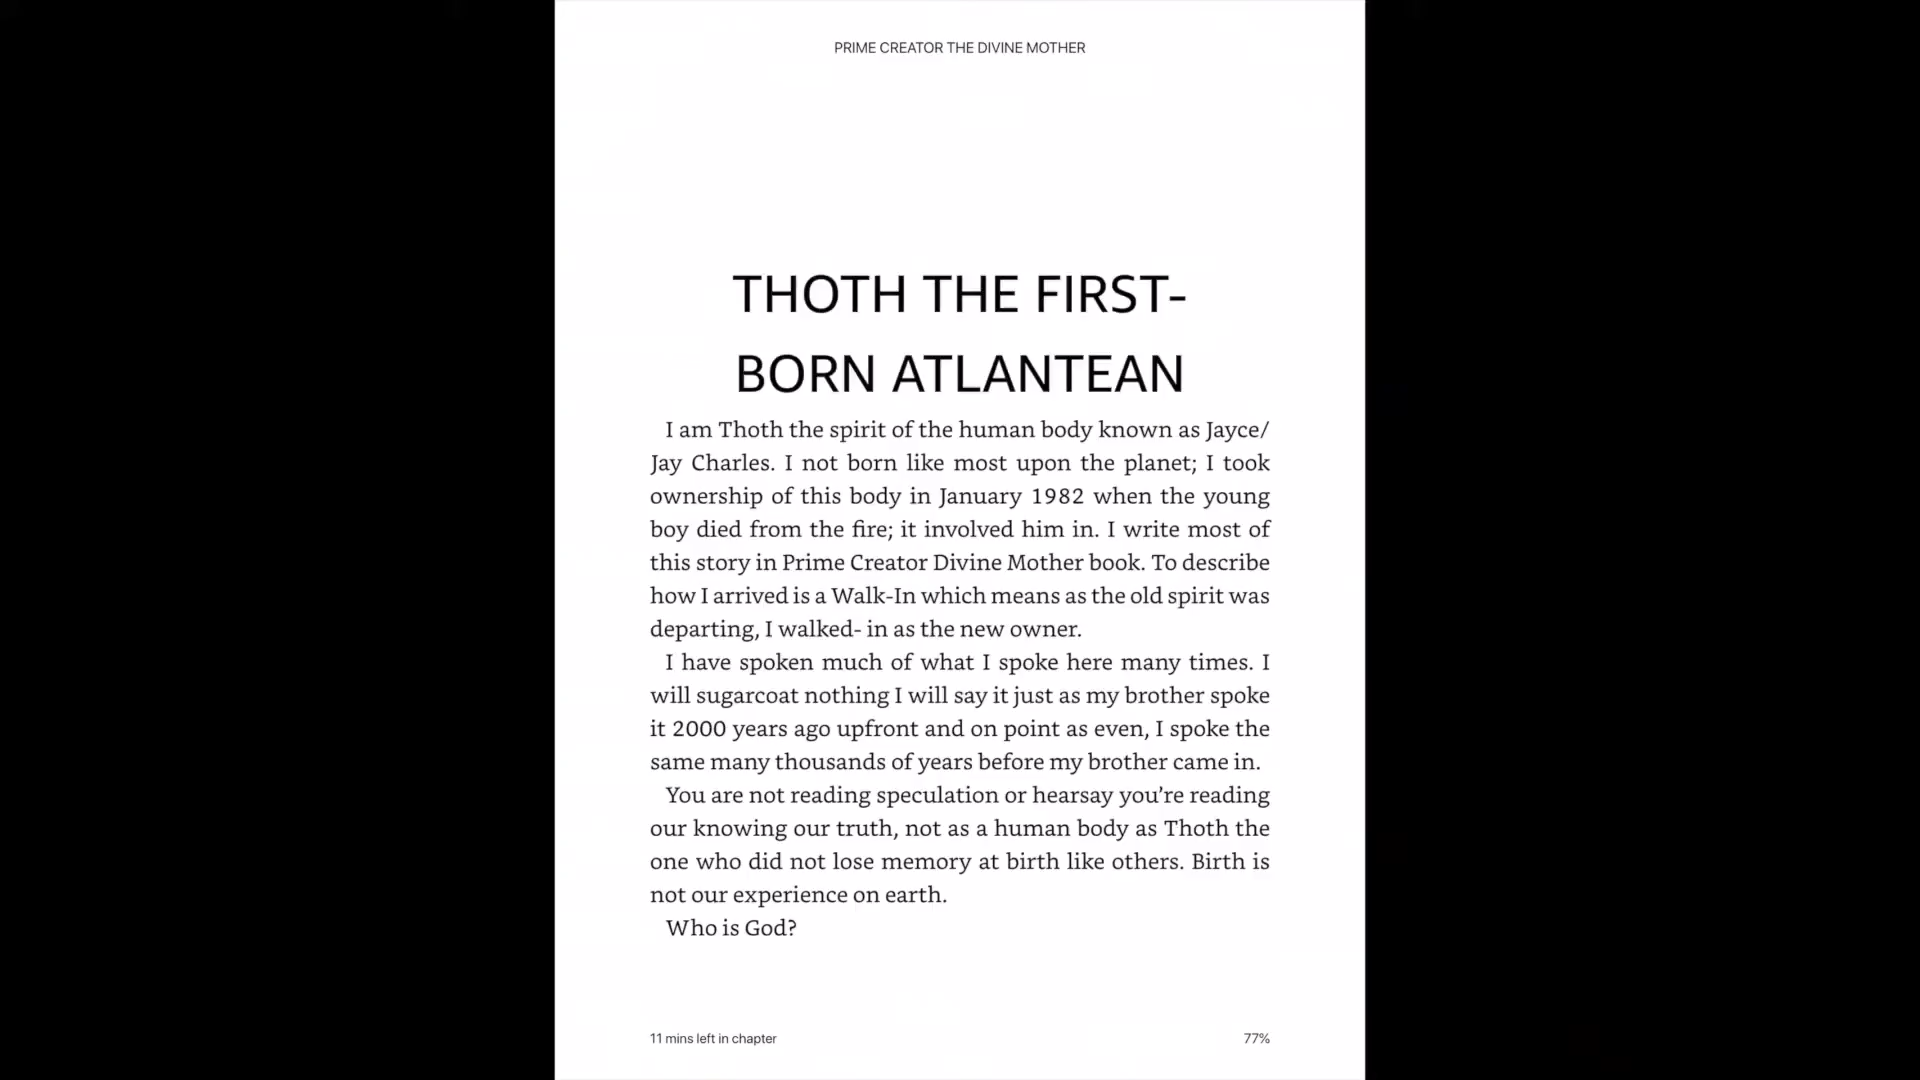 PRIME CREATOR THE DIVINE MOTHER
THOTH THE FIRST-
BORN ATLANTEAN
I am Thoth the spirit of the human body known as Jayce/
Jay Charles. I not born like most upon the planet; I took
ownership of this body in January 1982 when the young
boy died from the fire; it involved him in. I write most of
this story in Prime Creator Divine Mother book. To describe
how I arrived is a Walk-In which means as the old spirit was
departing, I walked- in as the new owner.
I have spoken much of what I spoke here many times. I
will sugarcoat nothing I will say it just as my brother spoke
it 2000 years ago upfront and on point as even, I spoke the
same many thousands of years before my brother came in.
You are not reading speculation or hearsay you’re reading
our knowing our truth, not as a human body as Thoth the
one who did not lose memory at birth like others. Birth is
not our experience on earth.
Who is God?
11 mins left in chapter
77%